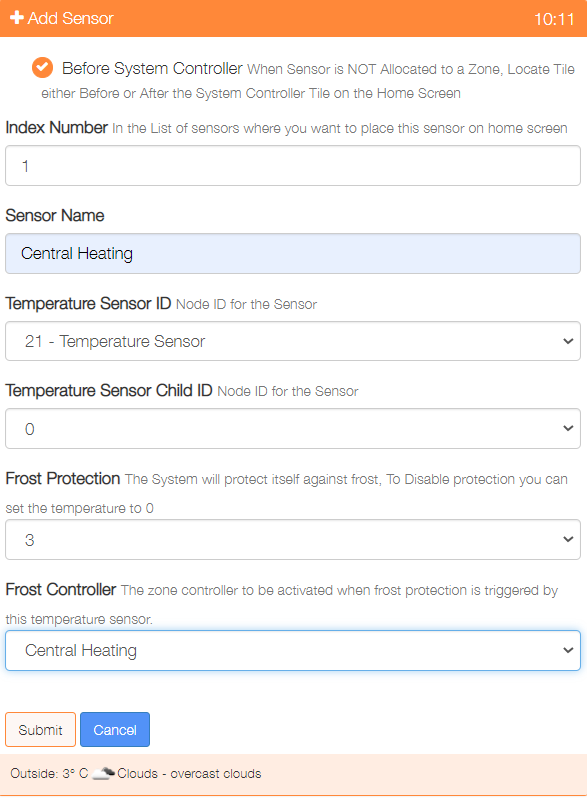 Add Sensor 10:11
Before System Controller When Sensor is NOT Allocated to a Zone, Locate Tile
either Before or After the System Controller Tile on the Home Screen
Index Number In the List of sensors where you want to place this sensor on home screen
1
Sensor Name
Central Heating
Temperature Sensor ID Node ID for the Sensor
21 - Temperature Sensor
Temperature Sensor Child ID Node ID for the Sensor
0
Frost Protection The System will protect itself against frost, To Disable protection you can
set the temperature to 0
3
Frost Controller The zone controller to be activated when frost protection is triggered by
this temperature sensor.
Central Heating
Submit Cancel
Outside: 3° C Clouds - overcast clouds